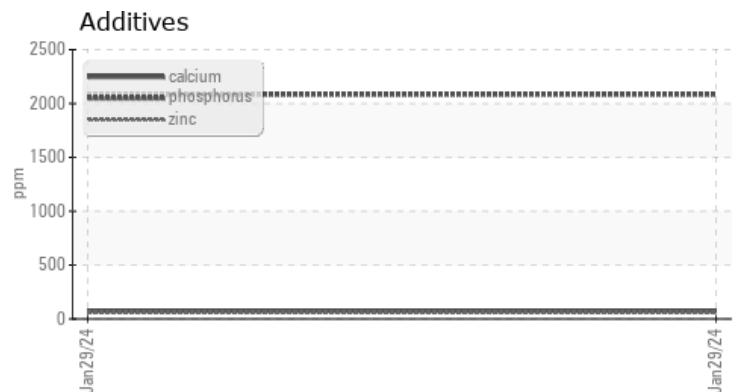 Additives
2500
calcium
2000
phosphorus
zinc
1500
ppm
1000
500
0
Jan29/24
Jan29/24